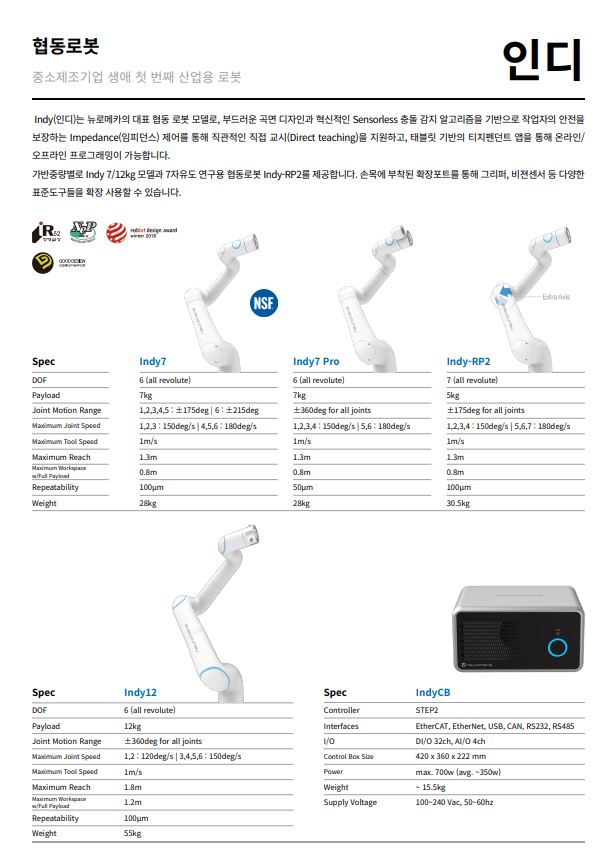 협동로봇
인디
중소제조기업 생애 첫 번째 산업용 로봇
Indy(인디)는 뉴로메카의 대표 협동 로봇 모델로, 부드러운 곡면 디자인과 혁신적인 Sensorless 충돌 감지 알고리즘을 기반으로 작업자의 안전을
보장하는 Impedance(임피던스) 제어를 통해 직관적인 직접 교시(Direct teaching)을 지원하고, 태블릿 기반의 티치펜던트 앱을 통해 온라인/
오프라인 프로그래밍이 가능합니다.
가반중량별로 Indy 7/12kg 모델과 7자유도 연구용 협동로봇 Indy-RP2를 제공합니다. 손목에 부착된 확장포트를 통해 그리퍼, 비젼센서 등 다양한
표준도구들을 확장 사용할 수 있습니다.
iR52
NeP
reddot design award
winner 2018
GOODDESIGN
NSF
Extra Axis
Spec Indy7 Indy7 Pro Indy-RP2
DOF 6 (all revolute) 6 (all revolute) 7 (all revolute)
Payload 7kg 7kg 5kg
Joint Motion Range 1,2,3,4,5 : ±175deg | 6 : ±215deg ±360deg for all joints ±175deg for all joints
Maximum Joint Speed 1,2,3 : 150deg/s | 4,5,6 : 180deg/s 1,2,3,4 : 150deg/s | 5,6 : 180deg/s 1,2,3,4 : 150deg/s | 5,6,7 : 180deg/s
Maximum Tool Speed 1m/s 1m/s 1m/s
Maximum Reach 1.3m 1.3m 1.3m
Maximum Workspace
w/Full Payload 0.8m 0.8m 0.8m
Repeatability 100μm 50μm 100μm
Weight 28kg 28kg 30.5kg
Spec Indy12
DOF 6 (all revolute)
Payload 12kg
Joint Motion Range ±360deg for all joints
Maximum Joint Speed 1,2 : 120deg/s | 3,4,5,6 : 150deg/s
Maximum Tool Speed 1m/s
Maximum Reach 1.8m
Maximum Workspace
w/Full Payload 1.2m
Repeatability 100μm
Weight 55kg
Spec IndyCB
Controller STEP2
Interfaces EtherCAT, EtherNet, USB, CAN, RS232, RS485
I/O DI/O 32ch, AI/O 4ch
Control Box Size 420 x 360 x 222 mm
Power max. 700w (avg. ~350w)
Weight ~ 15.5kg
Supply Voltage 100~240 Vac, 50~60hz